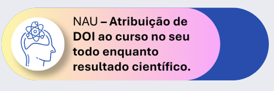 NAU – Atribuição de
DOI ao curso no seu
todo enquanto
resultado científico.